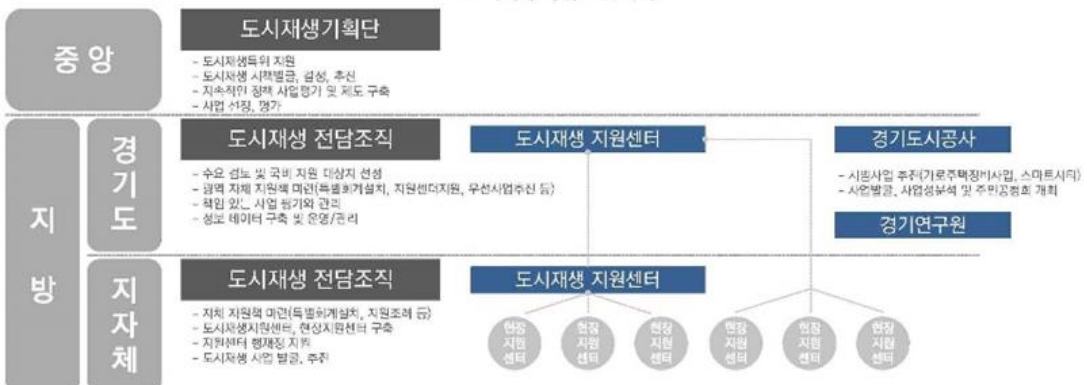 중앙
도시재생기획단
- 도시재생특위 지원
- 도시재생 시책발굴, 결정, 추진
- 지속적인 정책 사업평가 및 제도 구축
- 사업 선정, 평가
지방
경기도
도시재생 전담조직
- 수요 검토 및 국비 지원 대상지 선정
- 광역 자체 지원책 마련(특별회계설치, 지원센터지원, 우선사업추진 등)
- 책임 있는 사업 평가와 관리
- 정보 데이터 구축 및 운영/관리
도시재생 지원센터
경기도시공사
- 시범사업 추진(가로주택정비사업, 스마트시티)
- 사업발굴, 사업성분석 및 주민공청회 개최
경기연구원
지자체
도시재생 전담조직
- 자체 지원책 마련(특별회계설치, 지원조례 등)
- 도시재생지원센터, 현장지원센터 구축
- 지원센터 행재정 지원
- 도시재생 사업 발굴, 추진
도시재생 지원센터
현장
지원
센터
현장
지원
센터
현장
지원
센터
현장
지원
센터
현장
지원
센터
현장
지원
센터